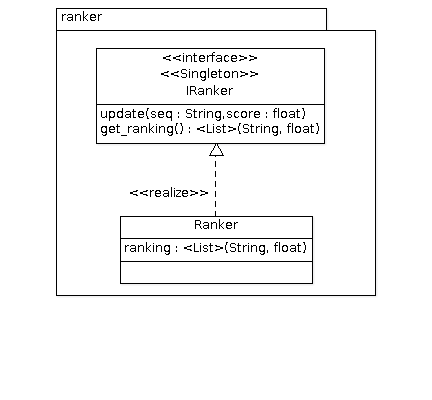 ranker
<<interface>>
<<Singleton>>
IRanker
update(seq : String,score : float)
get_ranking() : <List>(String, float)
<<realize>>
Ranker
ranking : <List>(String, float)